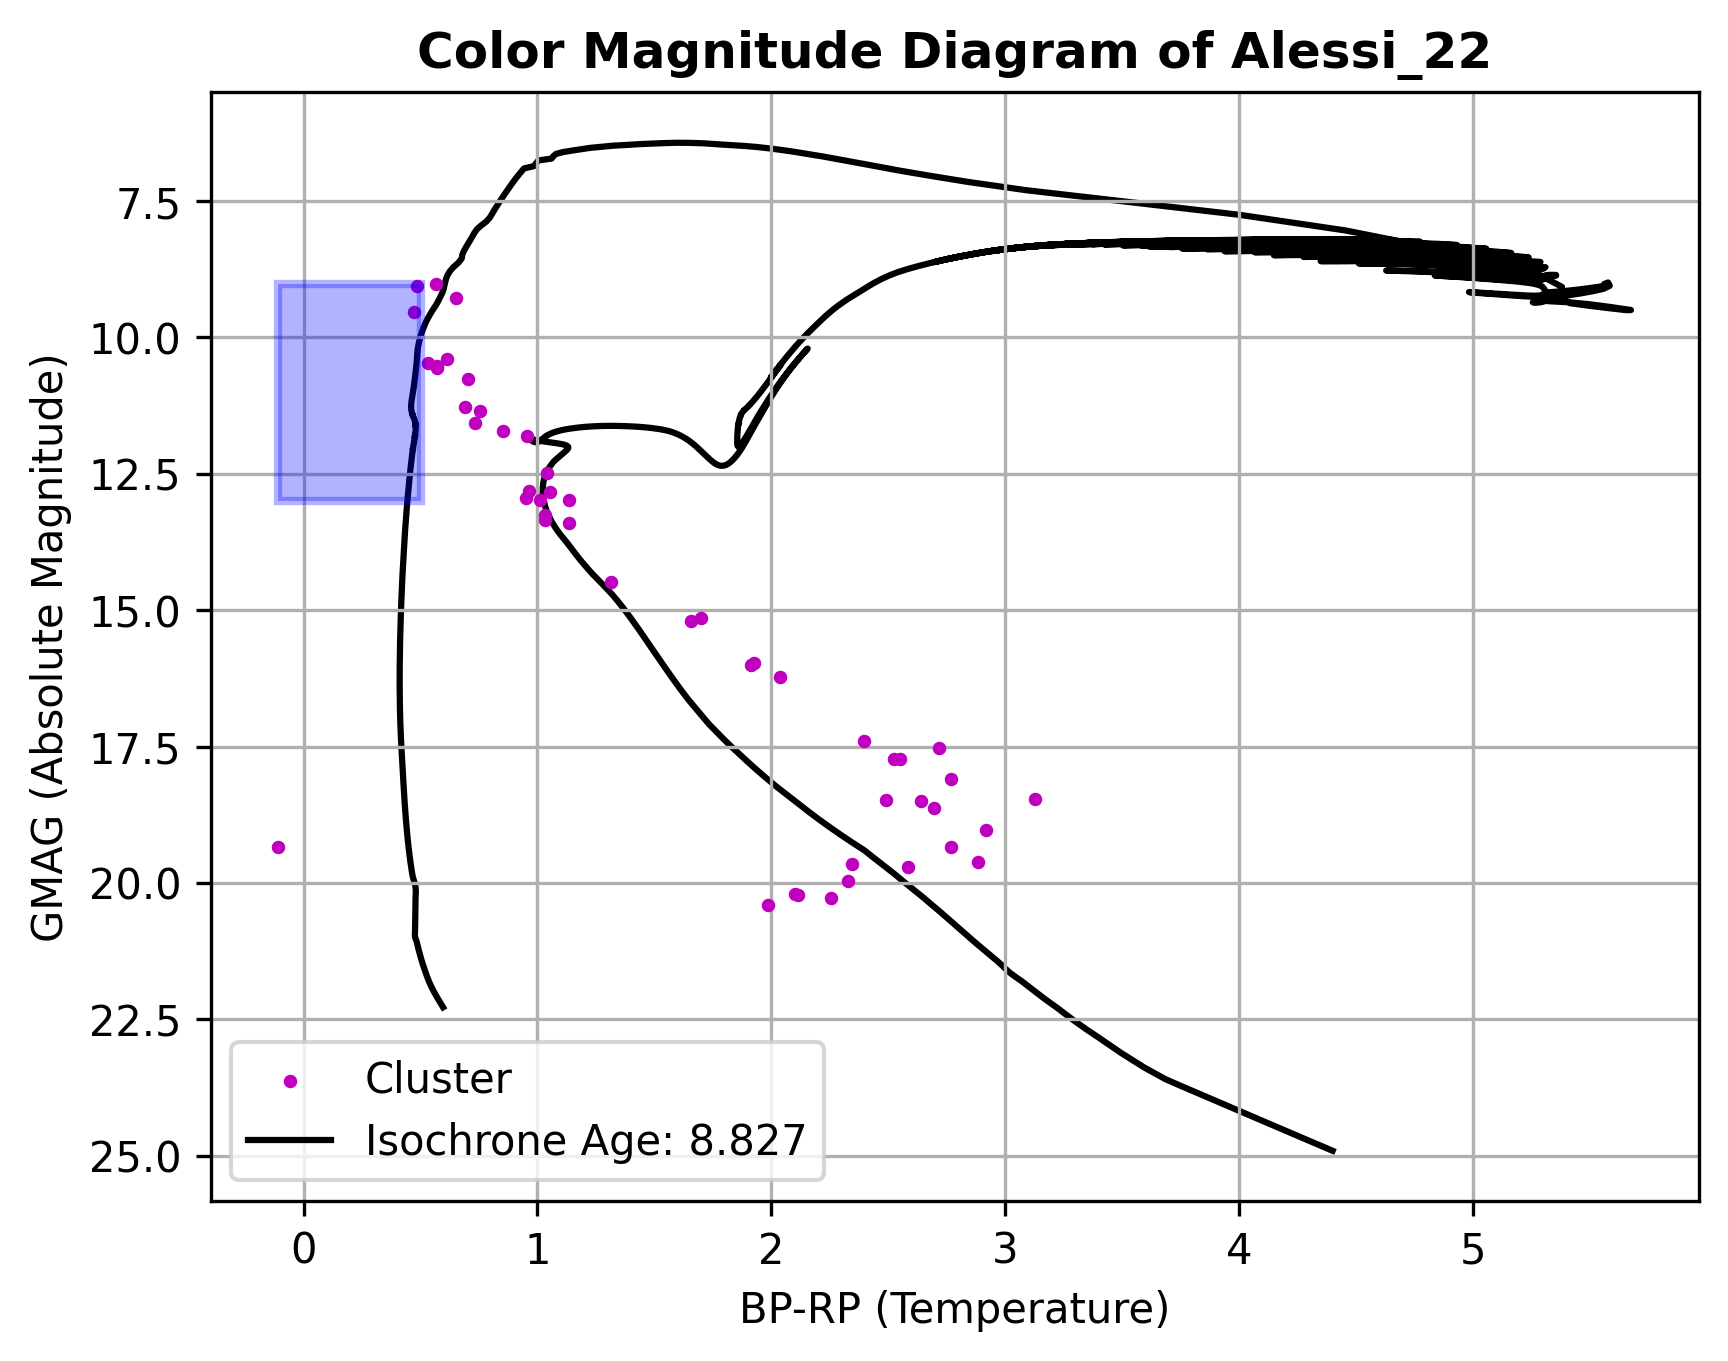 Color Magnitude Diagram of Alessi_22
GMAG (Absolute Magnitude)
7.5
10.0
12.5
15.0
17.5
20.0
22.5
25.0
Cluster
Isochrone Age: 8.827
0 1 2 3 4 5
BP-RP (Temperature)